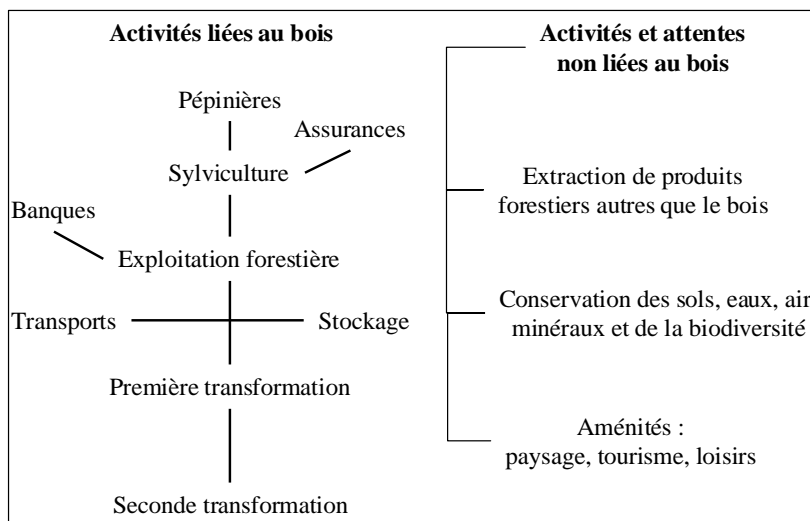 Activités liées au bois
Pépinières
Assurances
Sylviculture
Banques
Exploitation forestière
Transports
Stockage
Première transformation
Seconde transformation
Activités et attentes
non liées au bois
Extraction de produits
forestiers autres que le bois
Conservation des sols, eaux, air
minéraux et de la biodiversité
Aménités :
paysage, tourisme, loisirs